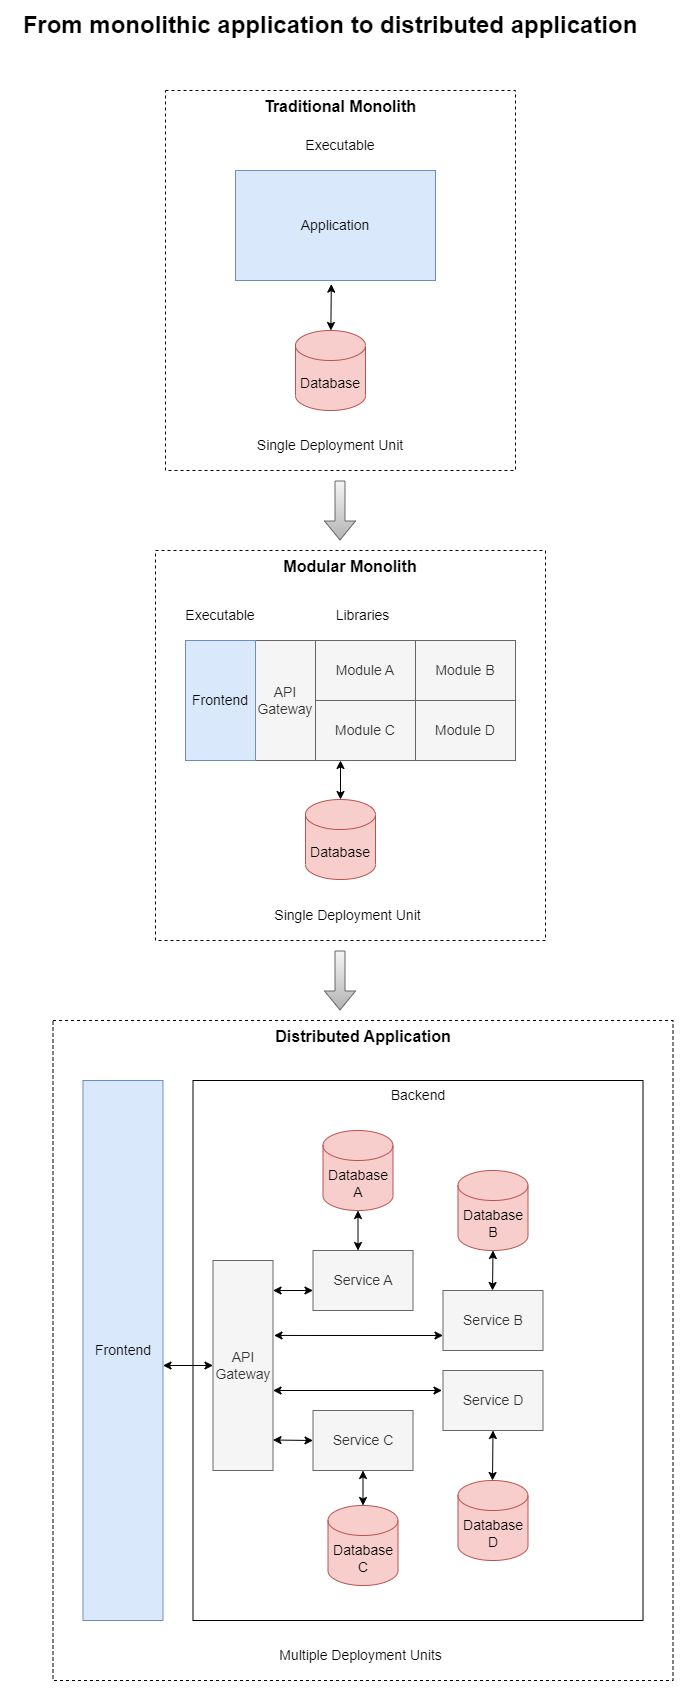 From monolithic application to distributed application
Traditional Monolith
Executable
Application
Database
Single Deployment Unit
Modular Monolith
Executable
Libraries
Frontend
API
Gateway
Module A
Module B
Module C
Module D
Database
Single Deployment Unit
Distributed Application
Backend
Database
A
Database
B
Service A
Service B
Frontend
API
Gateway
Service D
Service C
Database
D
Database
C
Multiple Deployment Units